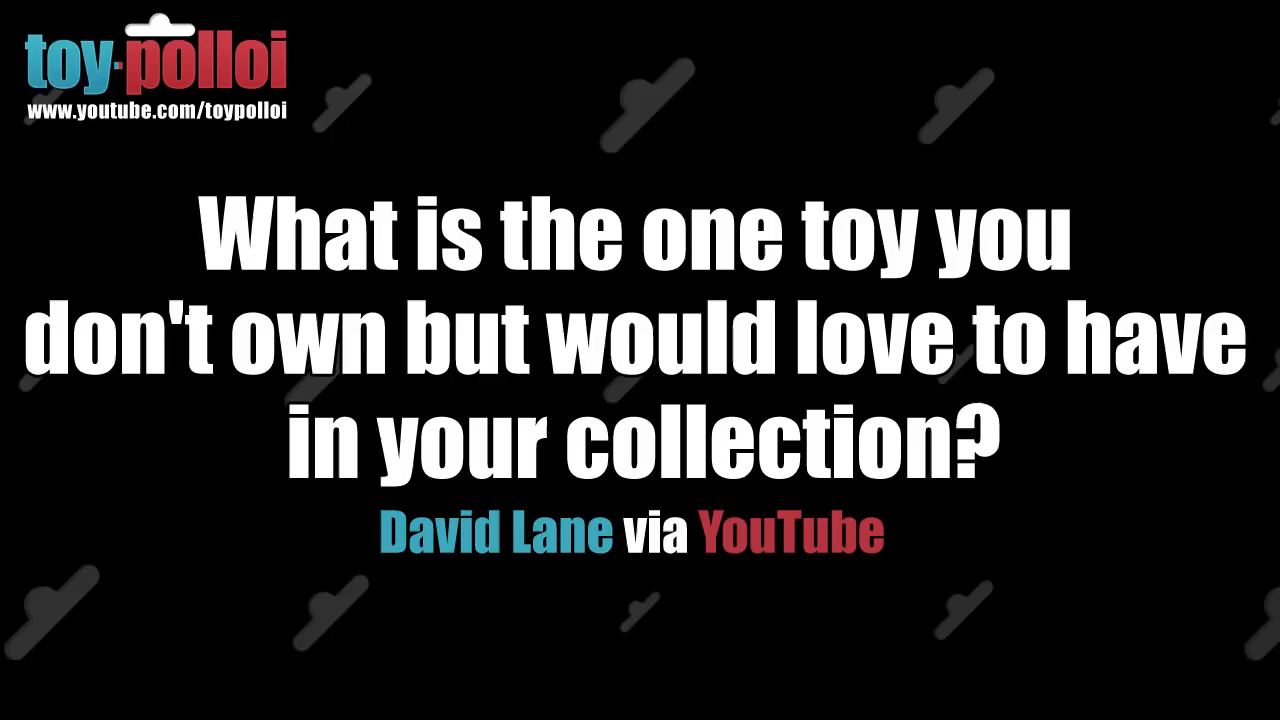 toy·polloi
www.youtube.com/toypolloi
What is the one toy you
don't own but would love to have
in your collection?
David Lane via YouTube